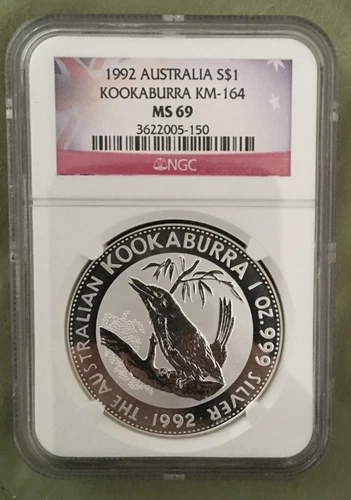 1992 AUSTRALIA S$1
KOOKABURRA KM-164
MS 69
3622005-150
NGC
THE AUSTRALIAN KOOKABURRA 1 OZ. 999 SILVER
· 1992 ·